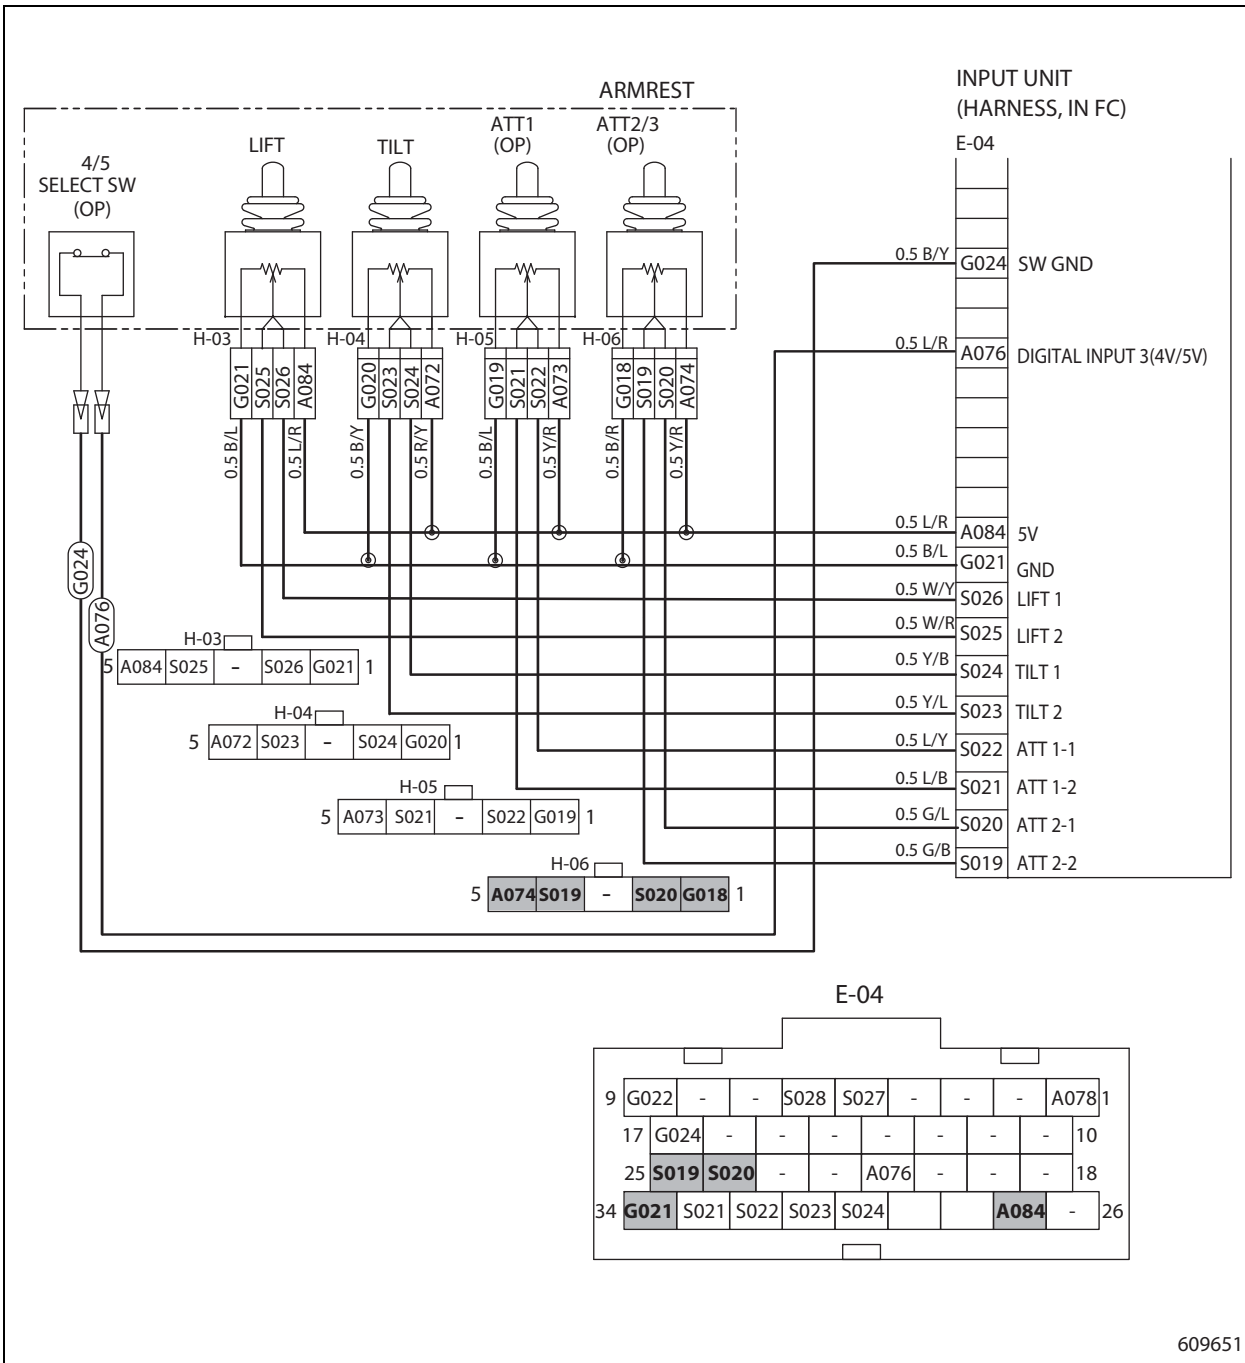 ARMREST
INPUT UNIT
(HARNESS, IN FC)
E-04
4/5
SELECT SW
(OP)
LIFT
TILT
ATT1
(OP)
ATT2/3
(OP)
H-03
H-04
H-05
H-06
G021 S025 S026 A084
G020 S023 S024 A072
G019 S021 S022 A073
G018 S019 S020 A074
0.5 B/L
0.5 L/R
0.5 B/Y
0.5 R/Y
0.5 B/L
0.5 Y/R
0.5 B/R
0.5 Y/R
0.5 B/Y G024 SW GND
0.5 L/R A076 DIGITAL INPUT 3(4V/5V)
0.5 L/R A084 5V
0.5 B/L G021 GND
0.5 W/Y S026 LIFT 1
0.5 W/R S025 LIFT 2
0.5 Y/B S024 TILT 1
0.5 Y/L S023 TILT 2
0.5 L/Y S022 ATT 1-1
0.5 L/B S021 ATT 1-2
0.5 G/L S020 ATT 2-1
0.5 G/B S019 ATT 2-2
G024
A076
H-03
5 A084 S025 - S026 G021 1
H-04
5 A072 S023 - S024 G020 1
H-05
5 A073 S021 - S022 G019 1
H-06
5 A074 S019 - S020 G018 1
E-04
9 G022 - - S028 S027 - - - A078 1
17 G024 - - - - - - - 10
25 S019 S020 - - A076 - - - 18
34 G021 S021 S022 S023 S024 A084 - 26
609651